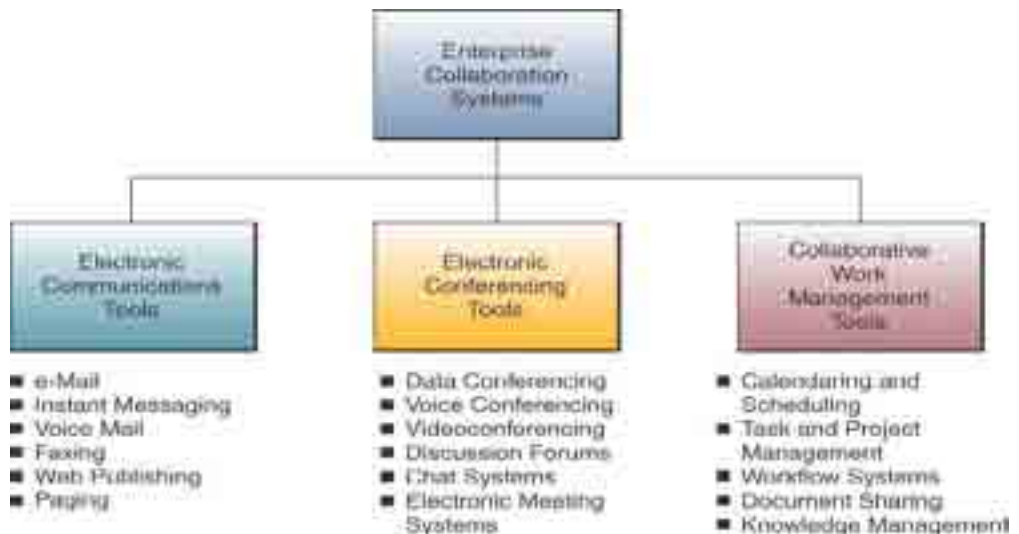 Enterprise
Collaboration
Systems
Electronic
Communications
Tools
Electronic
Conferencing
Tools
Collaborative
Work
Management
Tools
■ e-Mail
■ Instant Messaging
■ Voice Mail
■ Faxing
■ Web Publishing
■ Paging
■ Data Conferencing
■ Voice Conferencing
■ Videoconferencing
■ Discussion Forums
■ Chat Systems
■ Electronic Meeting
Systems
■ Calendaring and
Scheduling
■ Task and Project
Management
■ Workflow Systems
■ Document Sharing
■ Knowledge Management